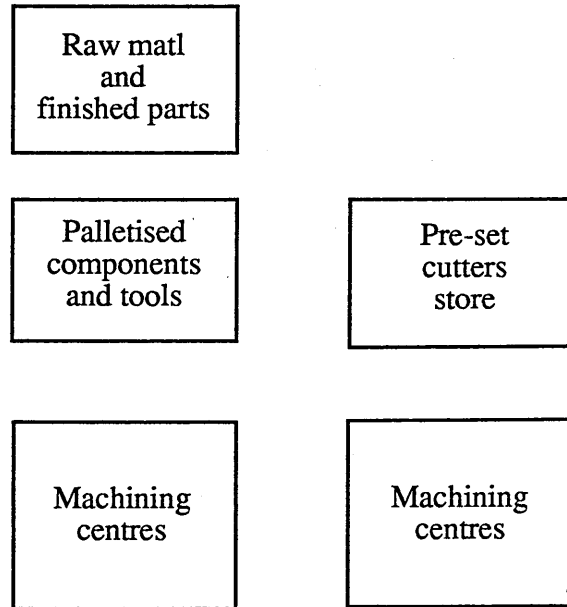 Raw matl
and
finished parts
Palletised
components
and tools
Pre-set
cutters
store
Machining
centres
Machining
centres